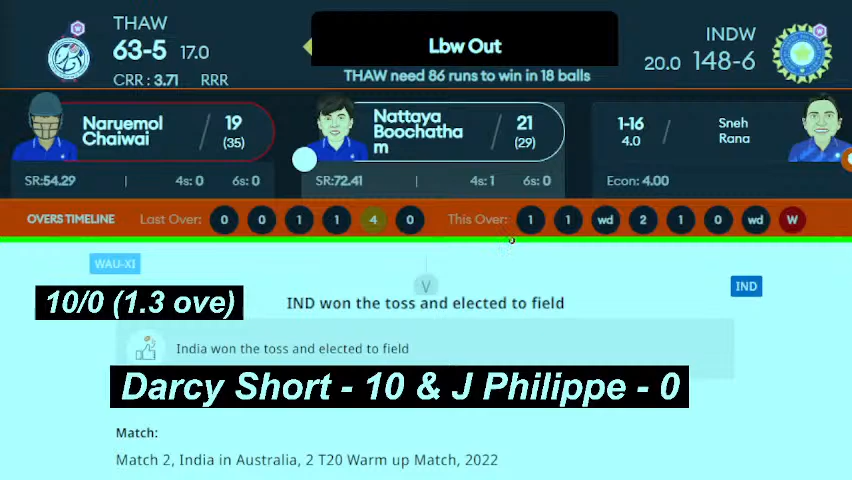 THAW
63-5 17.0
CRR : 3.71 RRR
Lbw Out
THAW need 86 runs to win in 18 balls
INDW
20.0 148-6
Naruemol Chaiwai / 19 (35)
SR:54.29 | 4s: 0 6s: 0
Nattaya Boochatham / 21 (29)
SR:72.41 | 4s: 1 6s: 0
1-16 4.0 Sneh Rana
Econ: 4.00
OVERS TIMELINE Last Over: 0 0 1 1 4 0 This Over: 1 1 wd 2 1 0 wd W
WAU-XI
V
IND
10/0 (1.3 ove)
IND won the toss and elected to field
India won the toss and elected to field
Darcy Short - 10 & J Philippe - 0
Match:
Match 2, India in Australia, 2 T20 Warm up Match, 2022